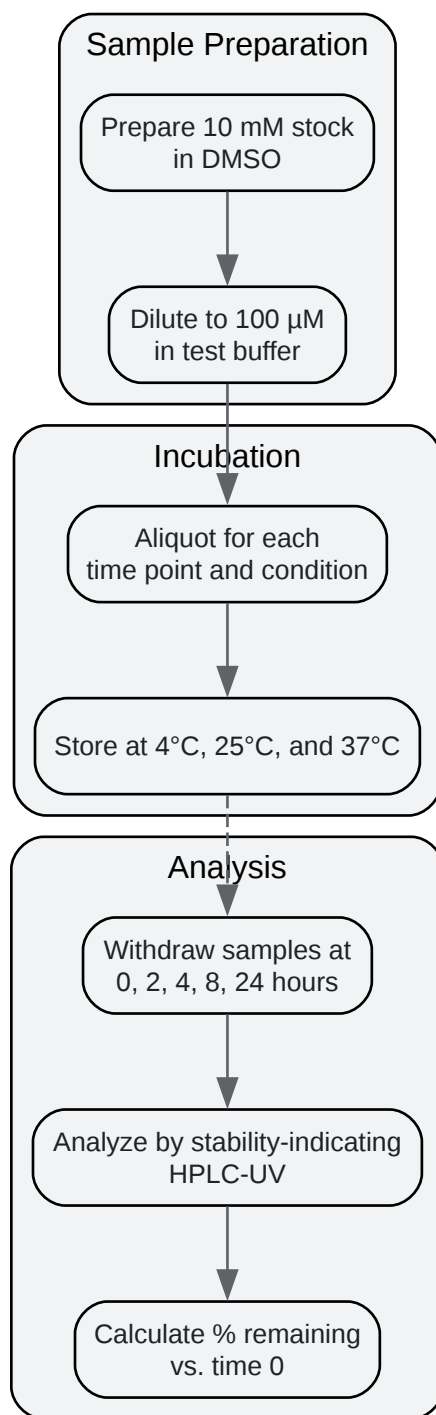 Sample Preparation
Prepare 10 mM stock
in DMSO
Dilute to 100 µM
in test buffer
Incubation
Aliquot for each
time point and condition
Store at 4°C, 25°C, and 37°C
Analysis
Withdraw samples at
0, 2, 4, 8, 24 hours
Analyze by stability-indicating
HPLC-UV
Calculate % remaining
vs. time 0